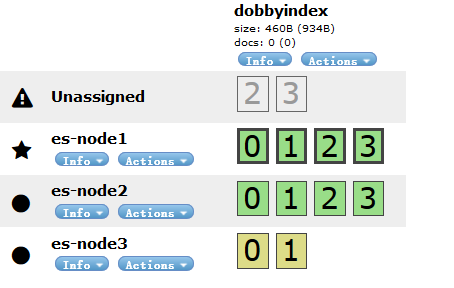 dobbyindex
size: 460B (934B)
docs: 0 (0)
Info Actions
Unassigned 2 3
es-node1 0 1 2 3
Info Actions
es-node2 0 1 2 3
Info Actions
es-node3 0 1
Info Actions